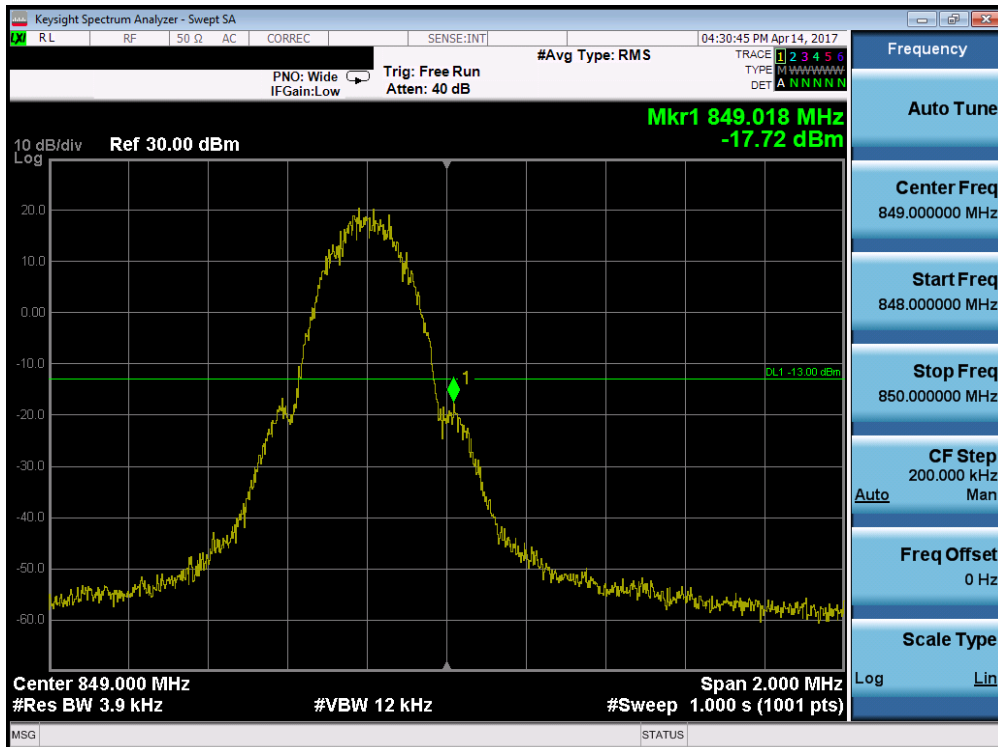 Keysight Spectrum Analyzer - Swept SA
LXI RL RF 50 Ω AC CORREC SENSE:INT 04:30:45 PM Apr 14, 2017
#Avg Type: RMS
TRACE 1 2 3 4 5 6
PNO: Wide Trig: Free Run
TYPE M WWWWW
IFGain:Low Atten: 40 dB
DET A N N N N N
Mkr1 849.018 MHz
-17.72 dBm
10 dB/div Ref 30.00 dBm
Log
20.0
10.0
0.00
-10.0
1
DL1 -13.00 dBm
-20.0
-30.0
-40.0
-50.0
-60.0
Center 849.000 MHz Span 2.000 MHz
#Res BW 3.9 kHz #VBW 12 kHz #Sweep 1.000 s (1001 pts)
MSG STATUS
Frequency
Auto Tune
Center Freq
849.000000 MHz
Start Freq
848.000000 MHz
Stop Freq
850.000000 MHz
CF Step
200.000 kHz
Auto Man
Freq Offset
0 Hz
Scale Type
Log Lin